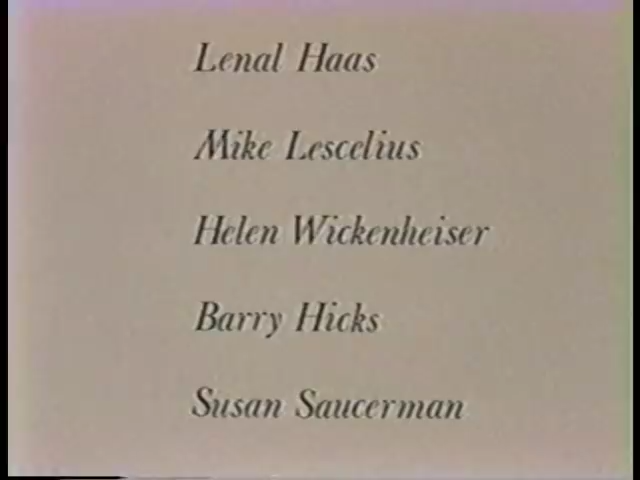 Lenal Haas
Mike Lescelius
Helen Wickenheiser
Barry Hicks
Susan Saucerman